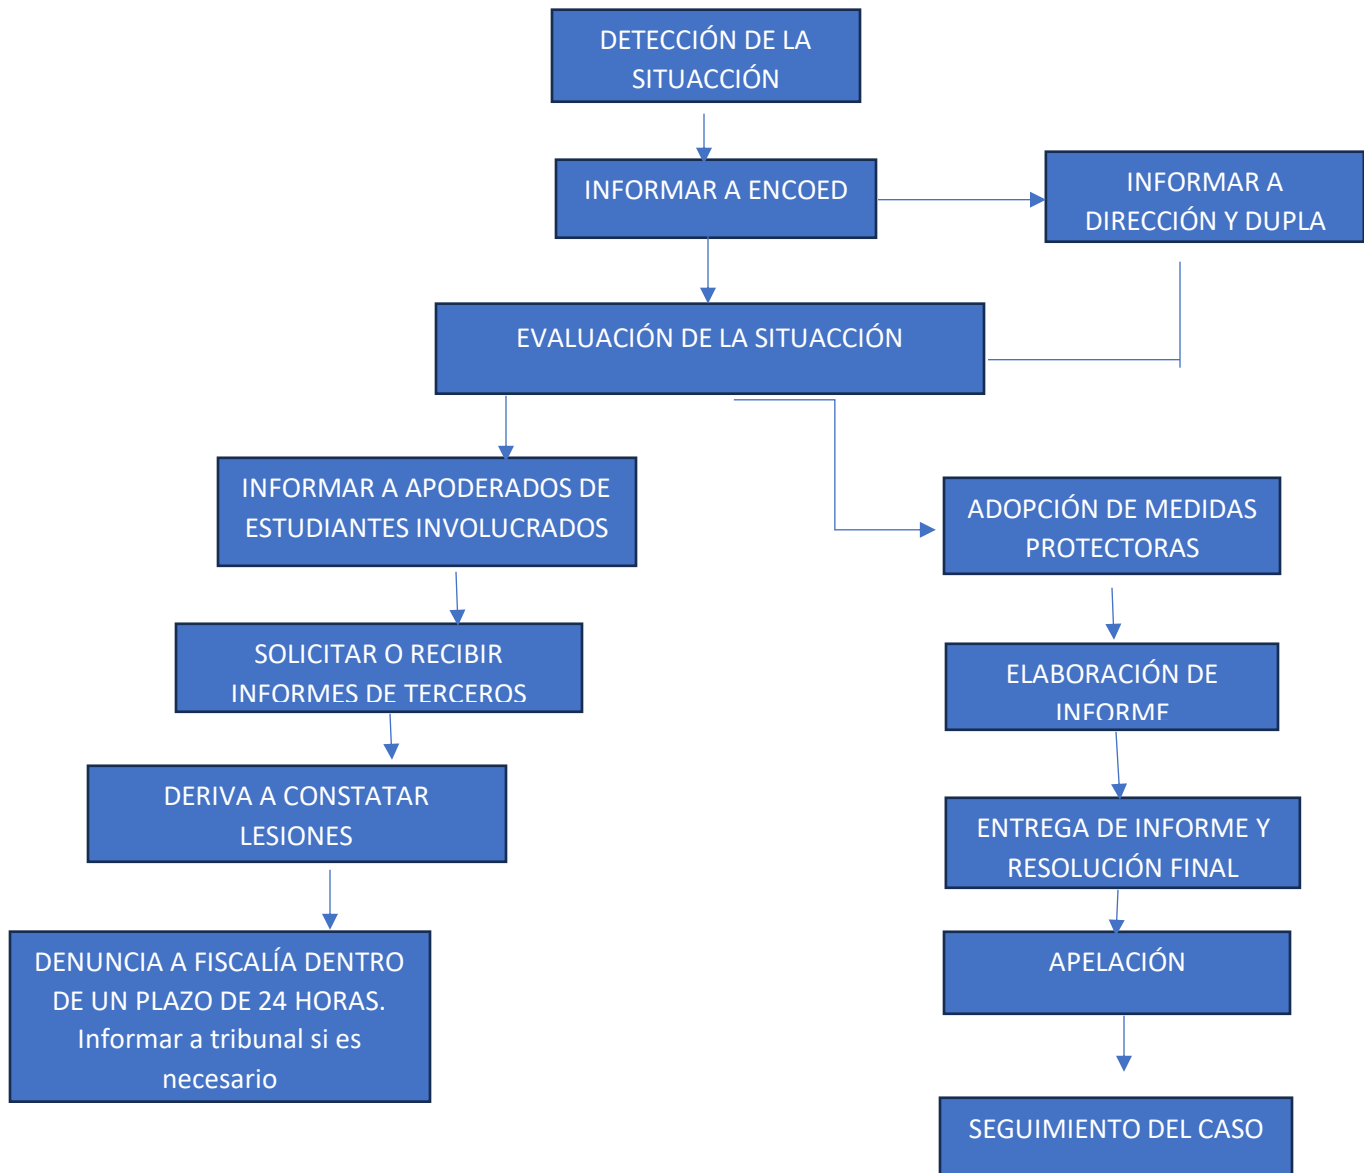 DETECCIÓN DE LA
SITUACCIÓN
INFORMAR A ENCOED
INFORMAR A
DIRECCIÓN Y DUPLA
EVALUACIÓN DE LA SITUACCIÓN
INFORMAR A APODERADOS DE
ESTUDIANTES INVOLUCRADOS
SOLICITAR O RECIBIR
INFORMES DE TERCEROS
DERIVA A CONSTATAR
LESIONES
DENUNCIA A FISCALÍA DENTRO
DE UN PLAZO DE 24 HORAS.
Informar a tribunal si es
necesario
ADOPCIÓN DE MEDIDAS
PROTECTORAS
ELABORACIÓN DE
INFORME
ENTREGA DE INFORME Y
RESOLUCIÓN FINAL
APELACIÓN
SEGUIMIENTO DEL CASO